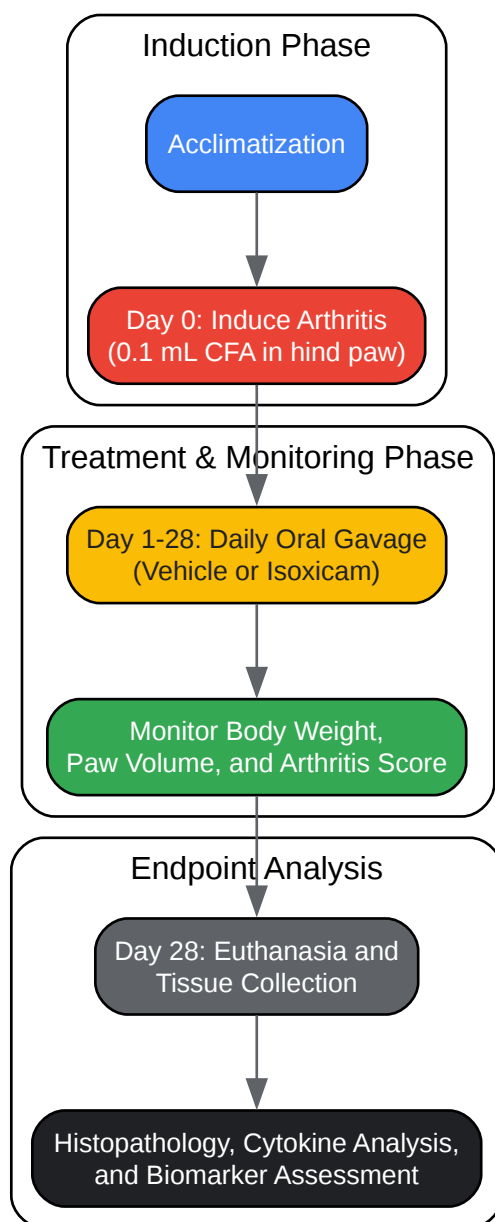 Induction Phase
Acclimatization
Day 0: Induce Arthritis
(0.1 mL CFA in hind paw)
Treatment & Monitoring Phase
Day 1-28: Daily Oral Gavage
(Vehicle or Isoxicam)
Monitor Body Weight,
Paw Volume, and Arthritis Score
Endpoint Analysis
Day 28: Euthanasia and
Tissue Collection
Histopathology, Cytokine Analysis,
and Biomarker Assessment